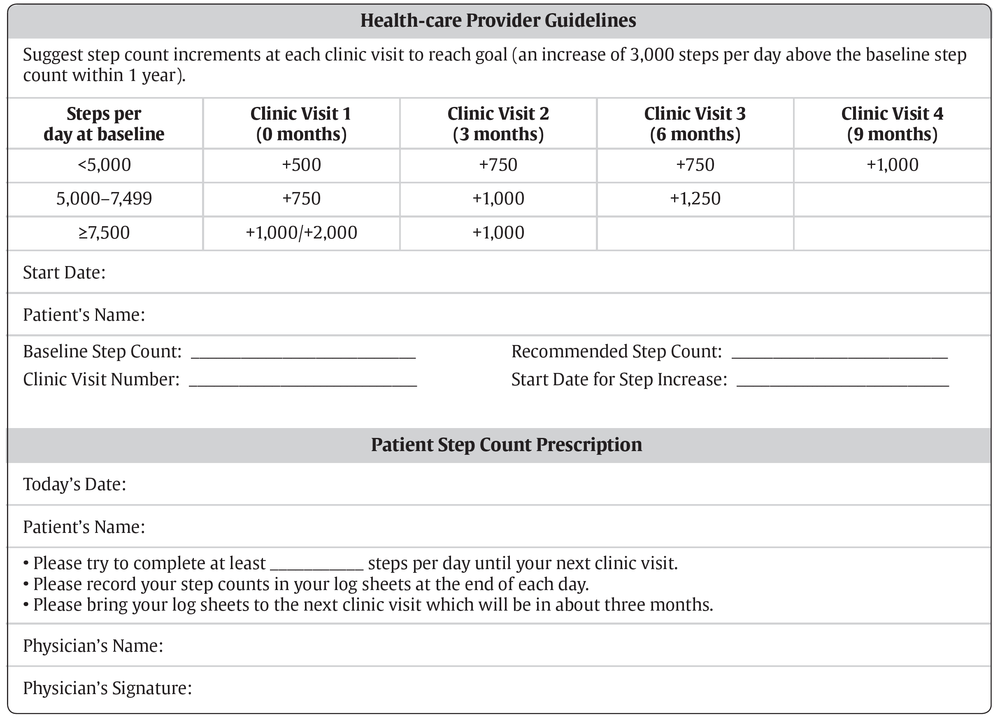 Health-care Provider Guidelines
Suggest step count increments at each clinic visit to reach goal (an increase of 3,000 steps per day above the baseline step
count within 1 year).
Steps per Clinic Visit 1 Clinic Visit 2 Clinic Visit 3 Clinic Visit 4
day at baseline (0 months) (3 months) (6 months) (9 months)
<5,000 +500 +750 +750 +1,000
5,000–7,499 +750 +1,000 +1,250
≥7,500 +1,000/+2,000 +1,000
Start Date:
Patient's Name:
Baseline Step Count: ____________________ Recommended Step Count: ____________________
Clinic Visit Number: ____________________ Start Date for Step Increase: ____________________
Patient Step Count Prescription
Today’s Date:
Patient’s Name:
• Please try to complete at least __________ steps per day until your next clinic visit.
• Please record your step counts in your log sheets at the end of each day.
• Please bring your log sheets to the next clinic visit which will be in about three months.
Physician’s Name:
Physician’s Signature: